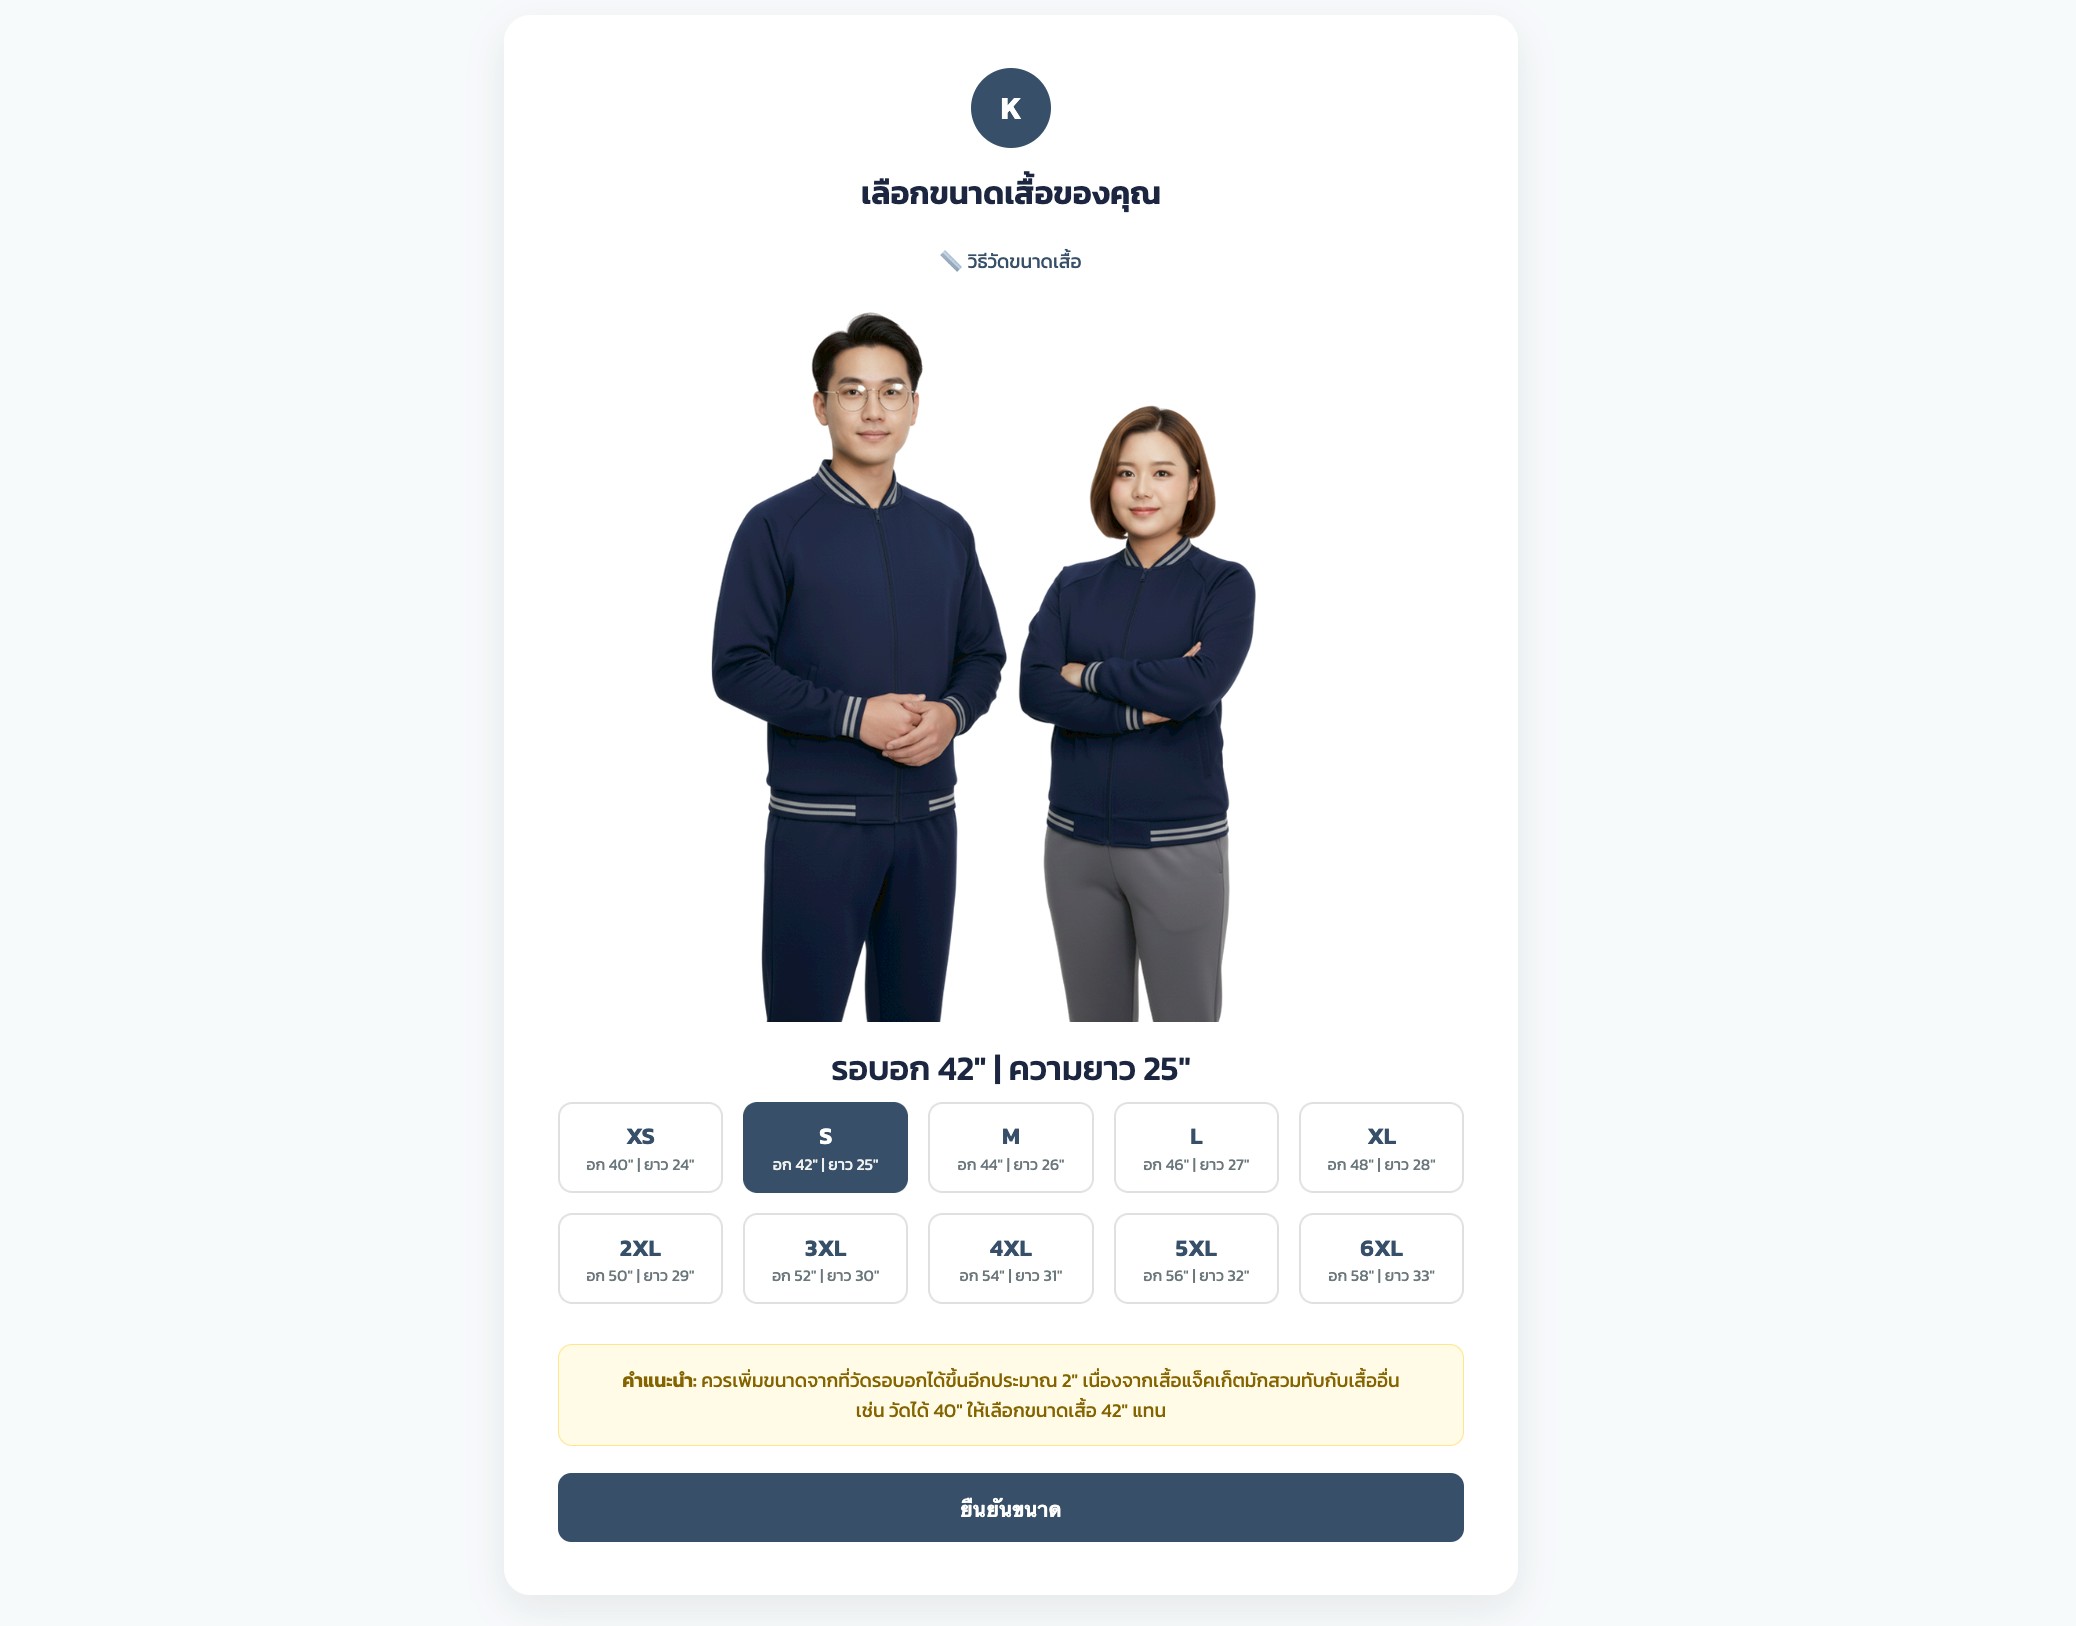 K
เลือกขนาดเสื้อของคุณ
📏 วิธีวัดขนาดเสื้อ
รอบอก 42" | ความยาว 25"
XS
อก 40" | ยาว 24"
S
อก 42" | ยาว 25"
M
อก 44" | ยาว 26"
L
อก 46" | ยาว 27"
XL
อก 48" | ยาว 28"
2XL
อก 50" | ยาว 29"
3XL
อก 52" | ยาว 30"
4XL
อก 54" | ยาว 31"
5XL
อก 56" | ยาว 32"
6XL
อก 58" | ยาว 33"
คำแนะนำ: ควรเพิ่มขนาดจากที่วัดรอบอกได้ขึ้นอีกประมาณ 2" เนื่องจากเสื้อแจ็คเก็ตมักสวมทับกับเสื้ออื่น
เช่น วัดได้ 40" ให้เลือกขนาดเสื้อ 42" แทน
ยืนยันขนาด